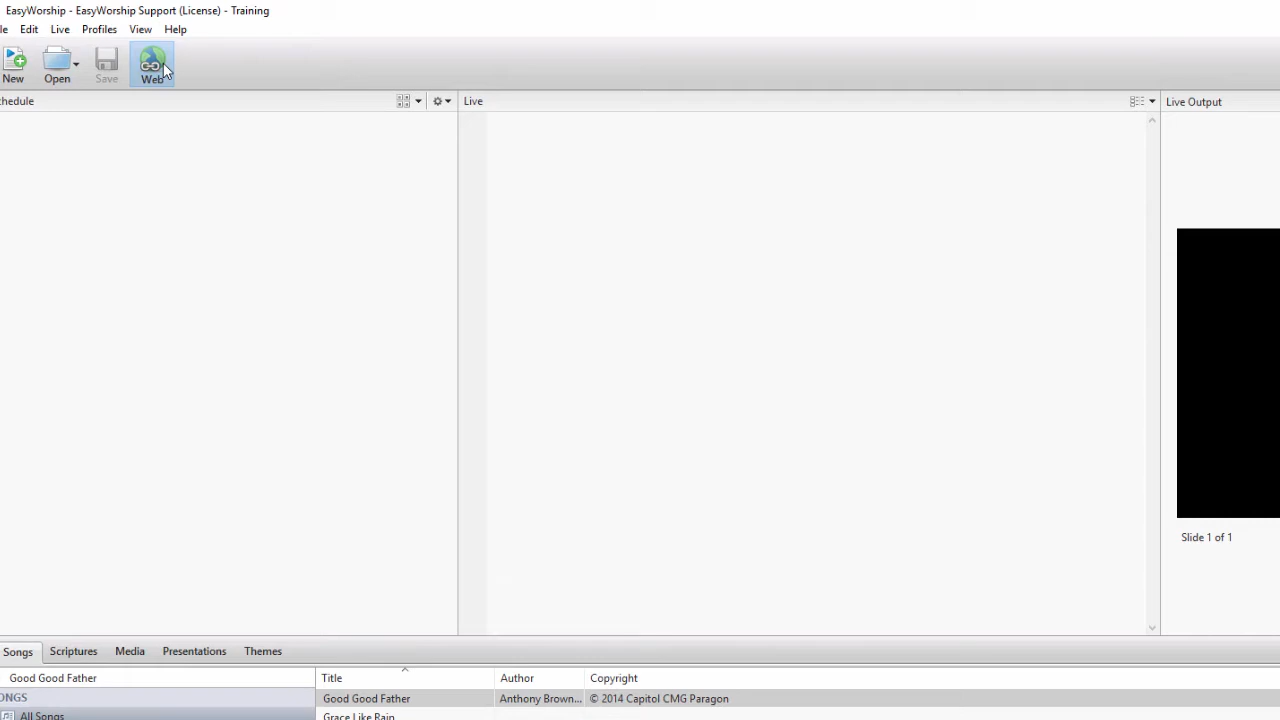 EasyWorship - EasyWorship Support (License) - Training
le Edit Live Profiles View Help
New Open Save Web
hedule Live Live Output
Slide 1 of 1
Songs Scriptures Media Presentations Themes
Good Good Father Title Author Copyright
ONGS Good Good Father Anthony Brown... © 2014 Capitol CMG Paragon
All Songs Grace Like Rain